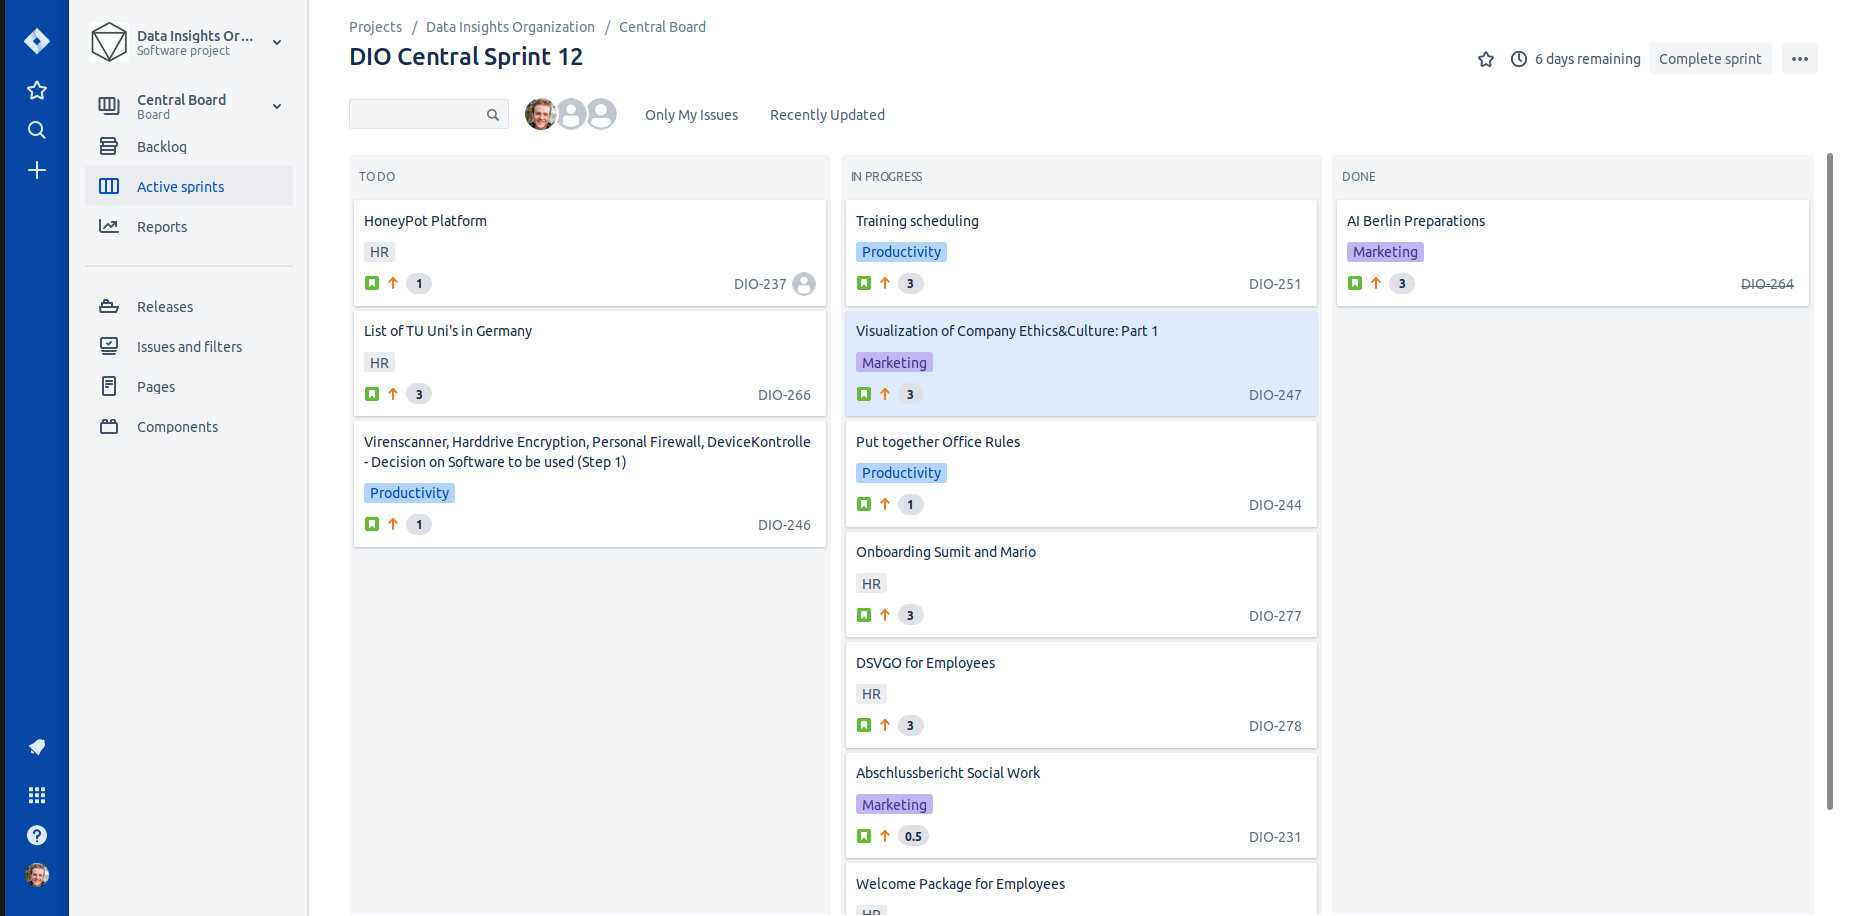 Data Insights Or...
Software project
Central Board
Board
Backlog
Active sprints
Reports
Releases
Issues and filters
Pages
Components
Projects / Data Insights Organization / Central Board
DIO Central Sprint 12
6 days remaining
Complete sprint
Only My Issues
Recently Updated
TO DO
HoneyPot Platform
HR
1 DIO-237
List of TU Uni's in Germany
HR
3 DIO-266
Virenscanner, Harddrive Encryption, Personal Firewall, DeviceKontrolle
- Decision on Software to be used (Step 1)
Productivity
1 DIO-246
IN PROGRESS
Training scheduling
Productivity
3 DIO-251
Visualization of Company Ethics&Culture: Part 1
Marketing
3 DIO-247
Put together Office Rules
Productivity
1 DIO-244
Onboarding Sumit and Mario
HR
3 DIO-277
DSVGO for Employees
HR
3 DIO-278
Abschlussbericht Social Work
Marketing
0.5 DIO-231
Welcome Package for Employees
HR
DONE
AI Berlin Preparations
Marketing
3 DIO-264